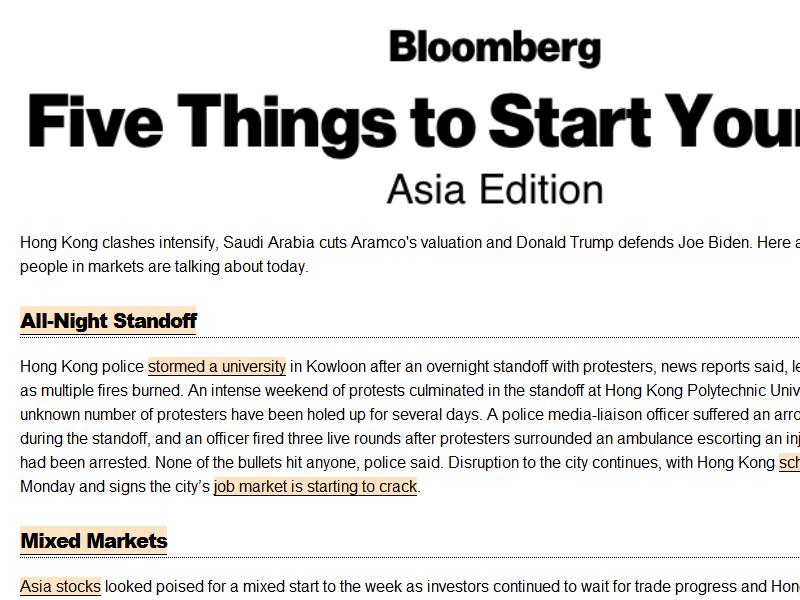 Bloomberg
Five Things to Start Your
Asia Edition
Hong Kong clashes intensify, Saudi Arabia cuts Aramco's valuation and Donald Trump defends Joe Biden. Here
people in markets are talking about today.
All-Night Standoff
Hong Kong police stormed a university in Kowloon after an overnight standoff with protesters, news reports said,
as multiple fires burned. An intense weekend of protests culminated in the standoff at Hong Kong Polytechnic
unknown number of protesters have been holed up for several days. A police media-liaison officer suffered an
during the standoff, and an officer fired three live rounds after protesters surrounded an ambulance escorting an
had been arrested. None of the bullets hit anyone, police said. Disruption to the city continues, with Hong Kong
Monday and signs the city’s job market is starting to crack.
Mixed Markets
Asia stocks looked poised for a mixed start to the week as investors continued to wait for trade progress and